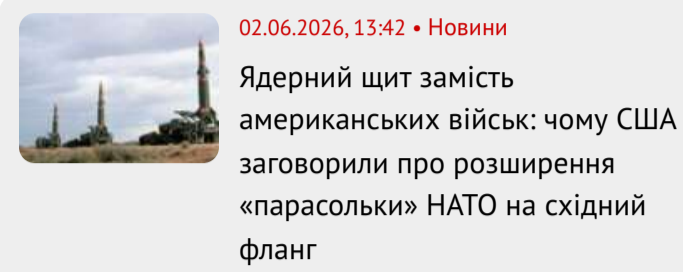 02.06.2026, 13:42 • Новини
Ядерний щит замість
американських військ: чому США
заговорили про розширення
«парасольки» НАТО на східний
фланг